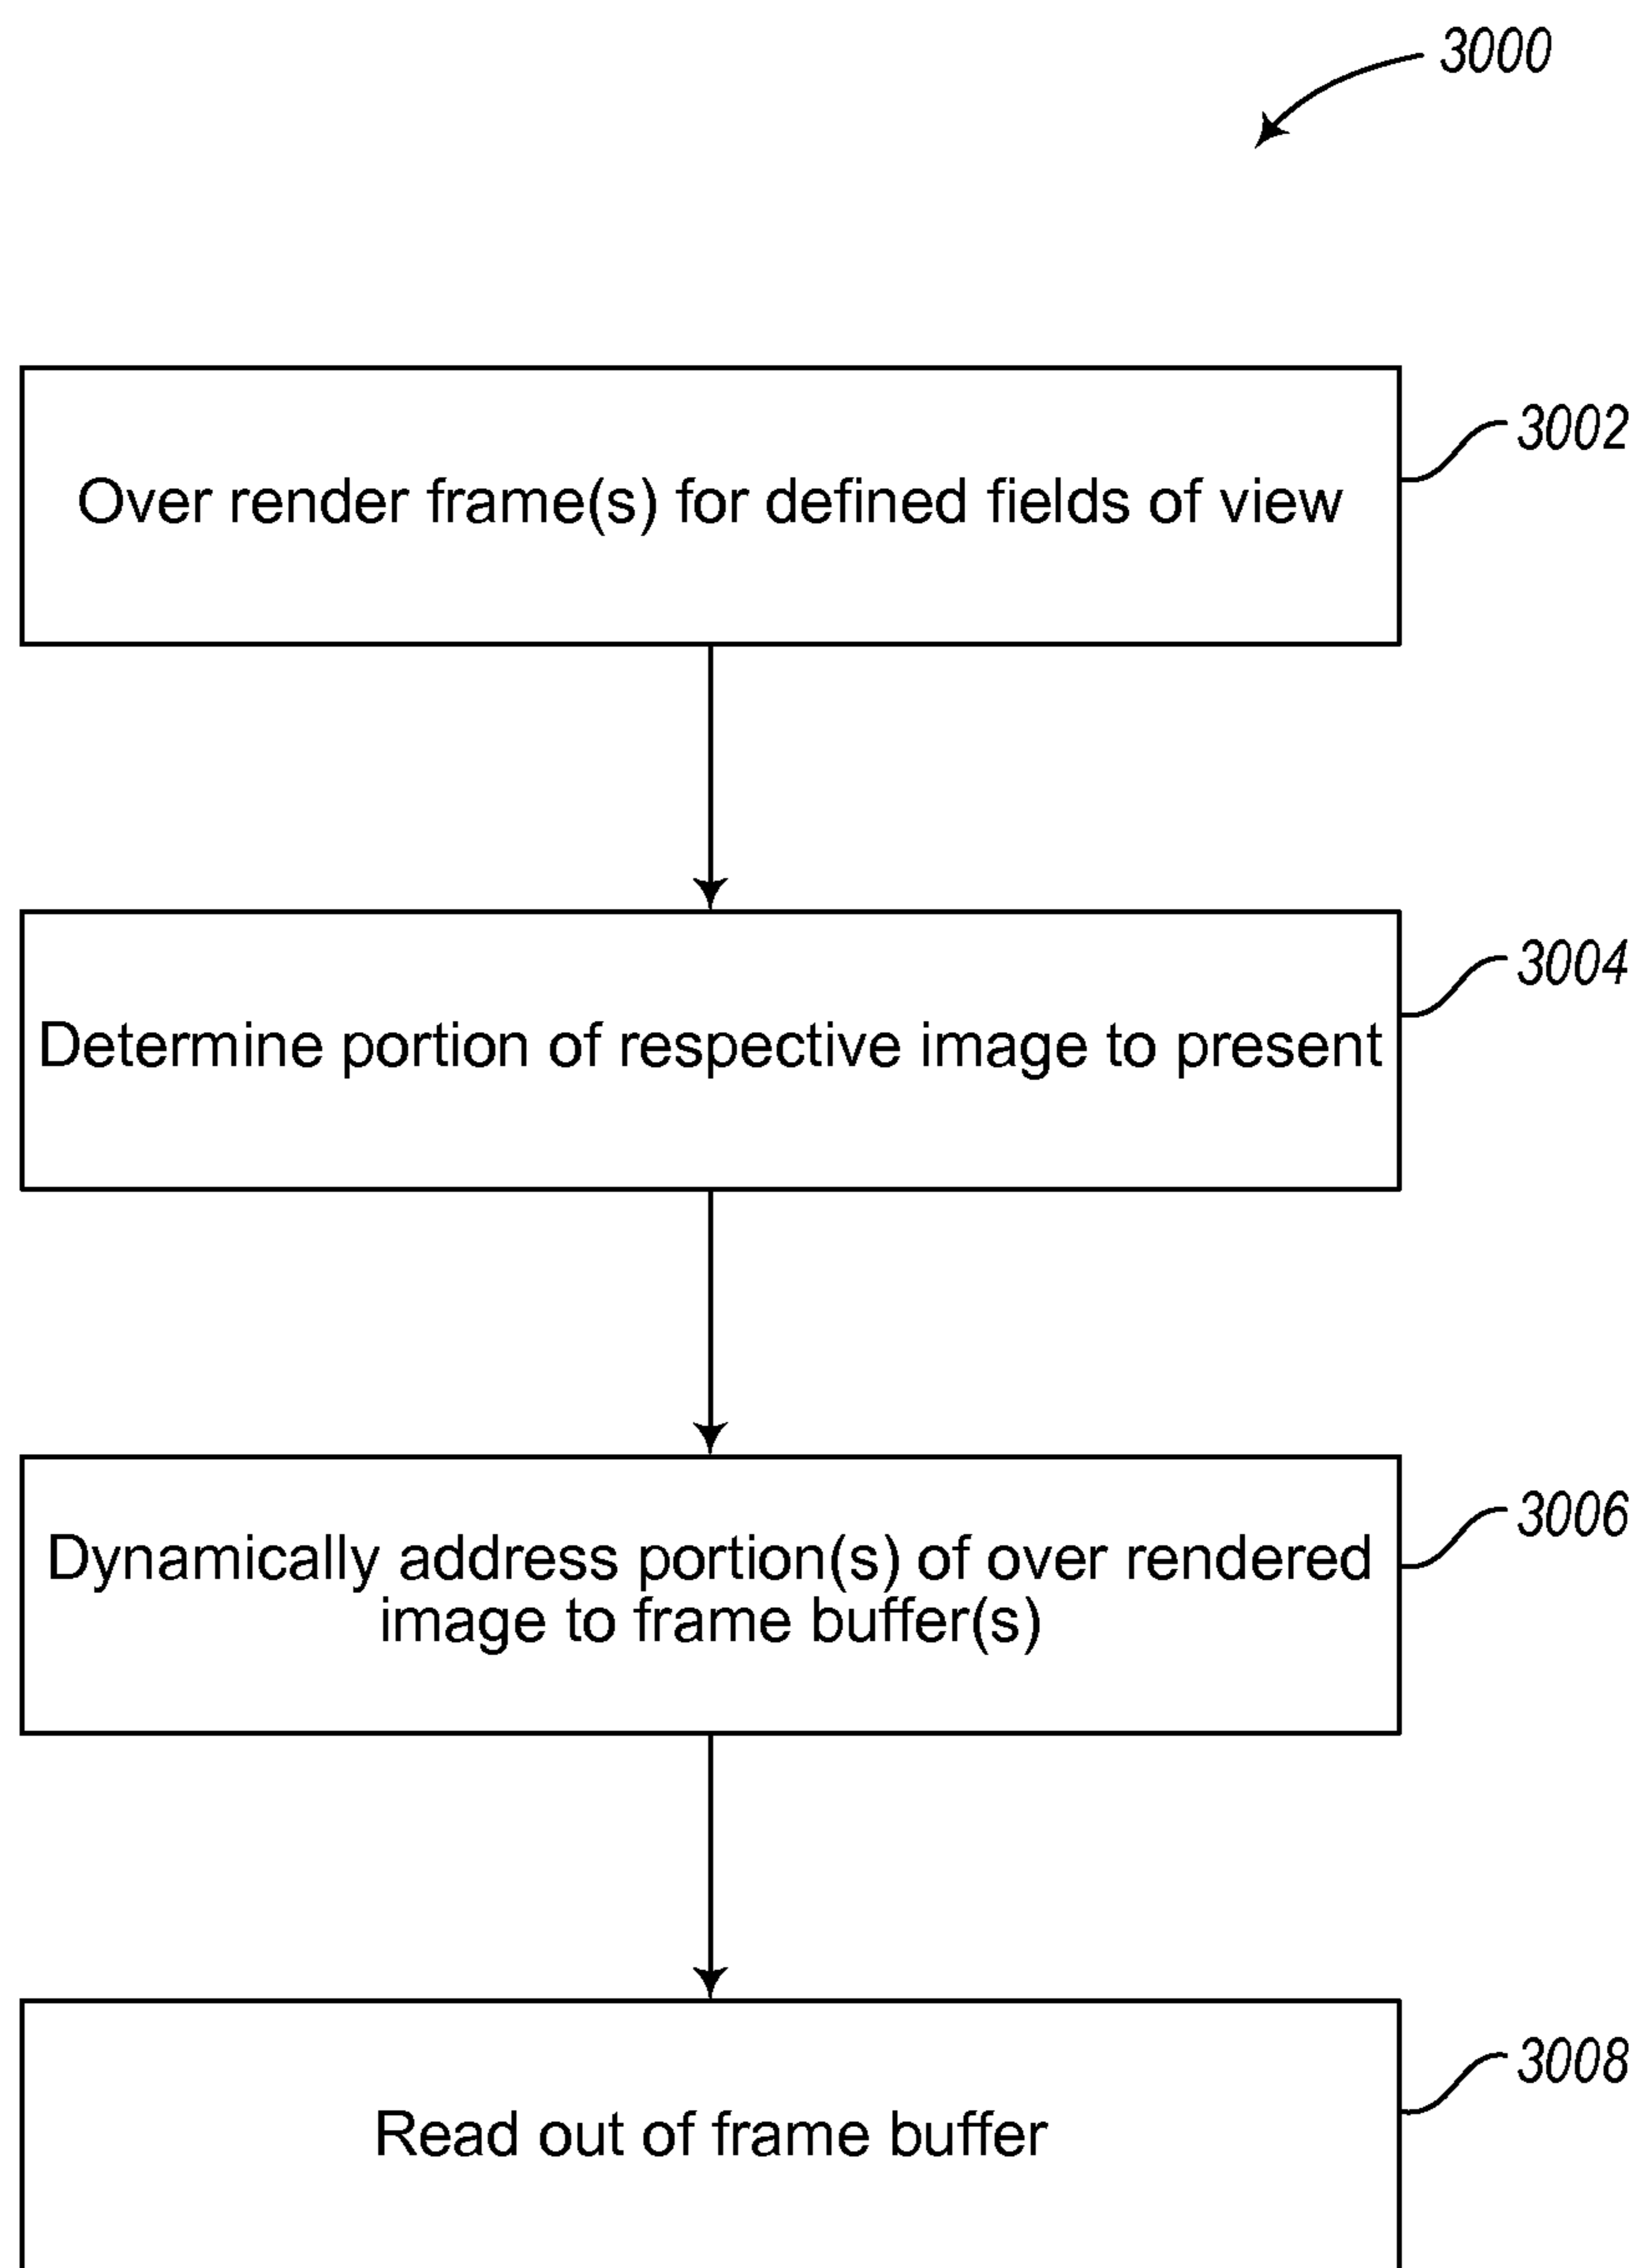 3000
Over render frame(s) for defined fields of view
3002
Determine portion of respective image to present
3004
Dynamically address portion(s) of over rendered
image to frame buffer(s)
3006
Read out of frame buffer
3008